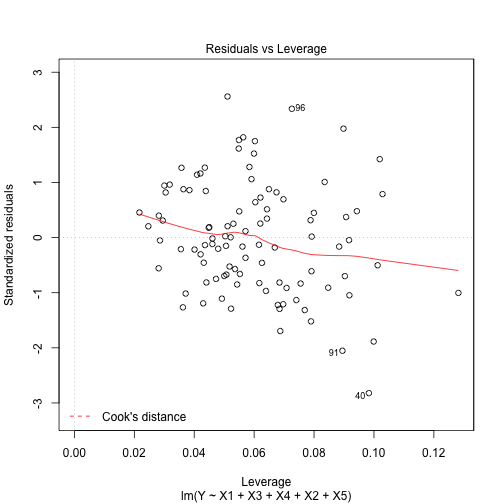 Residuals vs Leverage
Standardized residuals
3
2
1
0
-1
-2
-3
96
91
40
Cook's distance
0.00 0.02 0.04 0.06 0.08 0.10 0.12
Leverage
lm(Y ~ X1 + X3 + X4 + X2 + X5)